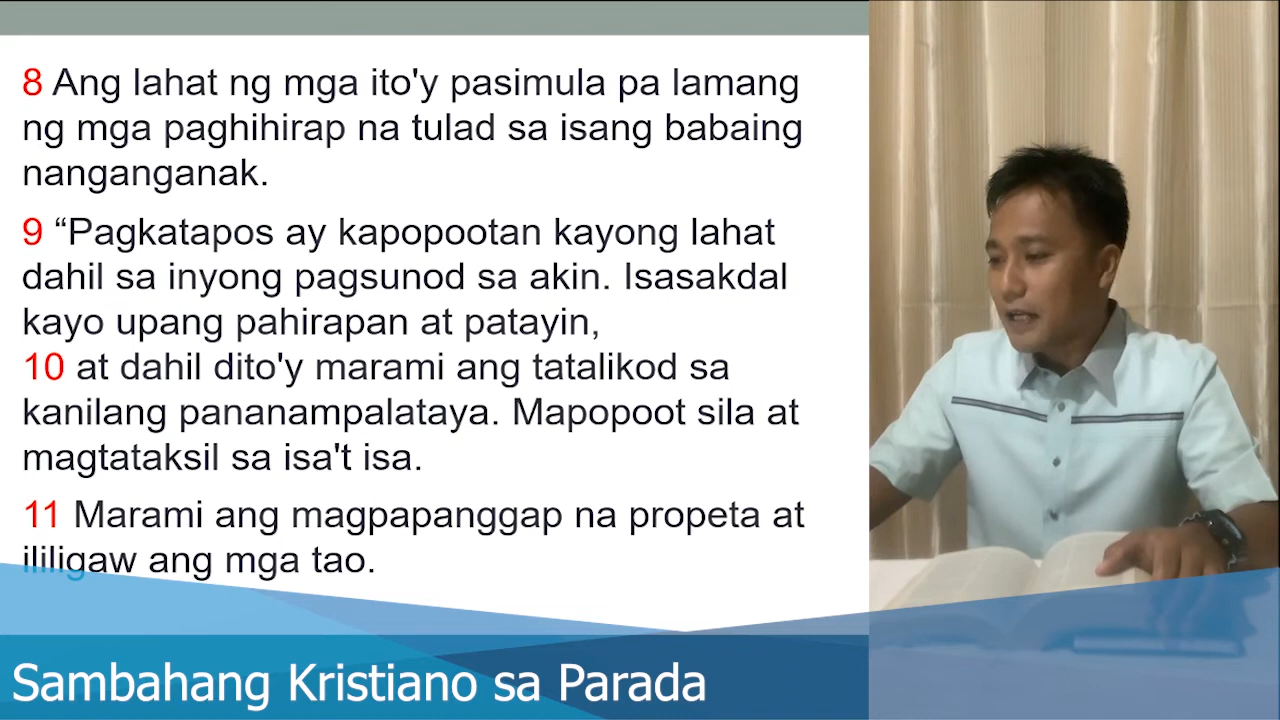 8 Ang lahat ng mga ito'y pasimula pa lamang
ng mga paghihirap na tulad sa isang babaing
nanganganak.
9 “Pagkatapos ay kapopootan kayong lahat
dahil sa inyong pagsunod sa akin. Isasakdal
kayo upang pahirapan at patayin,
10 at dahil dito'y marami ang tatalikod sa
kanilang pananampalataya. Mapopoot sila at
magtataksil sa isa't isa.
11 Marami ang magpapanggap na propeta at
ililigaw ang mga tao.
Sambahang Kristiano sa Parada